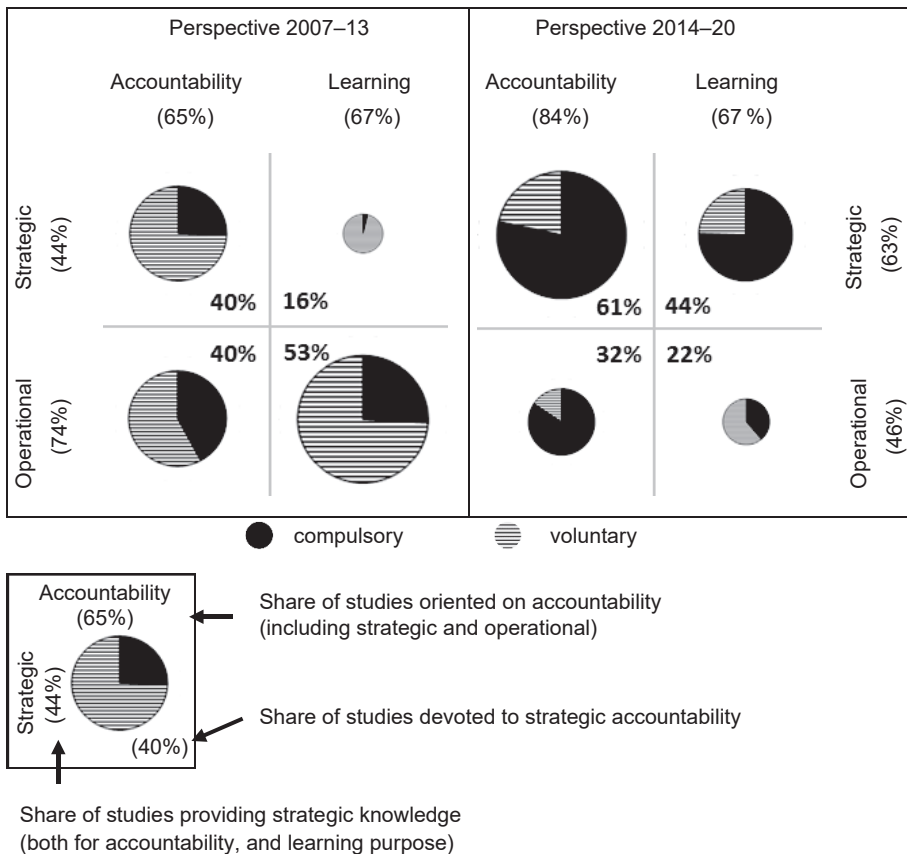 Perspective 2007–13
Perspective 2014–20
Accountability
(65%)
Learning
(67%)
Accountability
(84%)
Learning
(67 %)
Strategic
(44%)
40%
16%
61%
44%
Strategic
(63%)
Operational
(74%)
40%
53%
32%
22%
Operational
(46%)
compulsory
voluntary
Accountability
(65%)
Strategic
(44%)
(40%)
Share of studies oriented on accountability
(including strategic and operational)
Share of studies devoted to strategic accountability
Share of studies providing strategic knowledge
(both for accountability, and learning purpose)